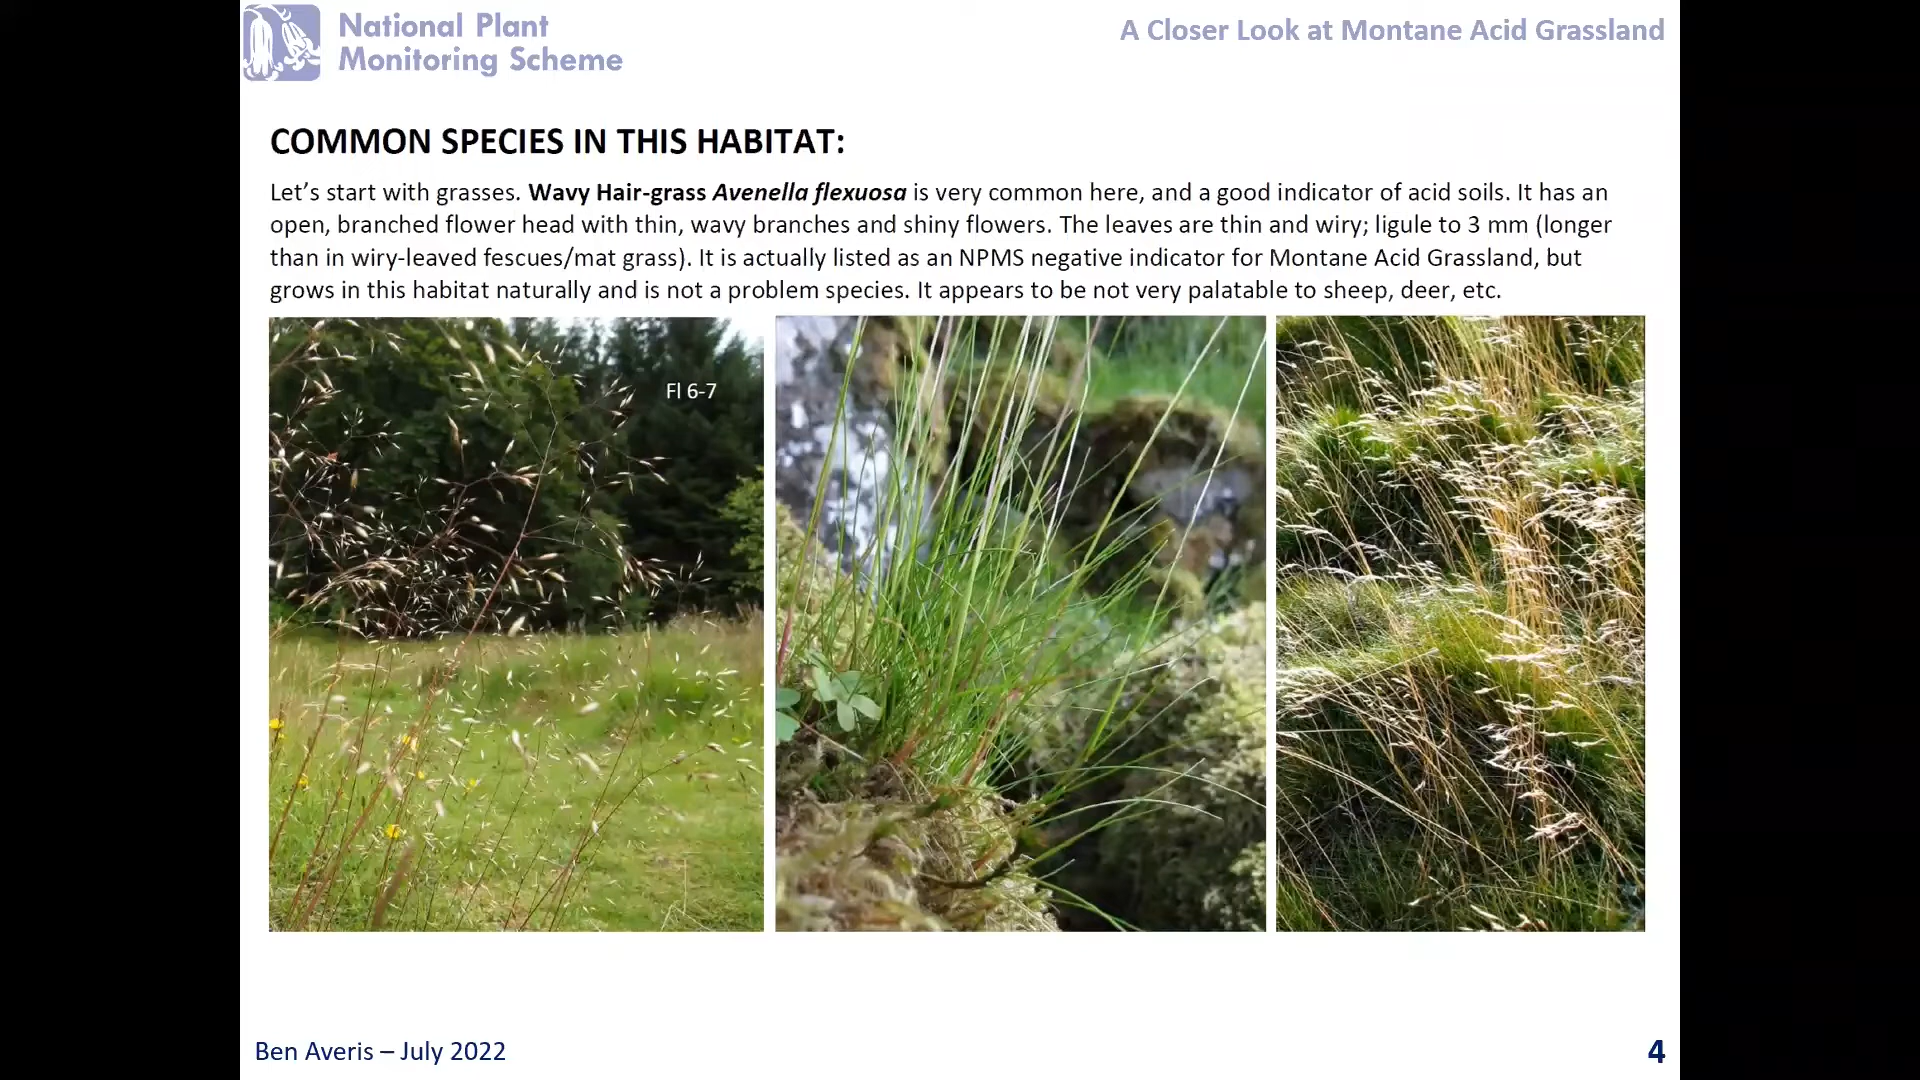 National Plant
Monitoring Scheme
A Closer Look at Montane Acid Grassland
COMMON SPECIES IN THIS HABITAT:
Let’s start with grasses. Wavy Hair-grass Avenella flexuosa is very common here, and a good indicator of acid soils. It has an
open, branched flower head with thin, wavy branches and shiny flowers. The leaves are thin and wiry; ligule to 3 mm (longer
than in wiry-leaved fescues/mat grass). It is actually listed as an NPMS negative indicator for Montane Acid Grassland, but
grows in this habitat naturally and is not a problem species. It appears to be not very palatable to sheep, deer, etc.
Fl 6-7
Ben Averis – July 2022
4